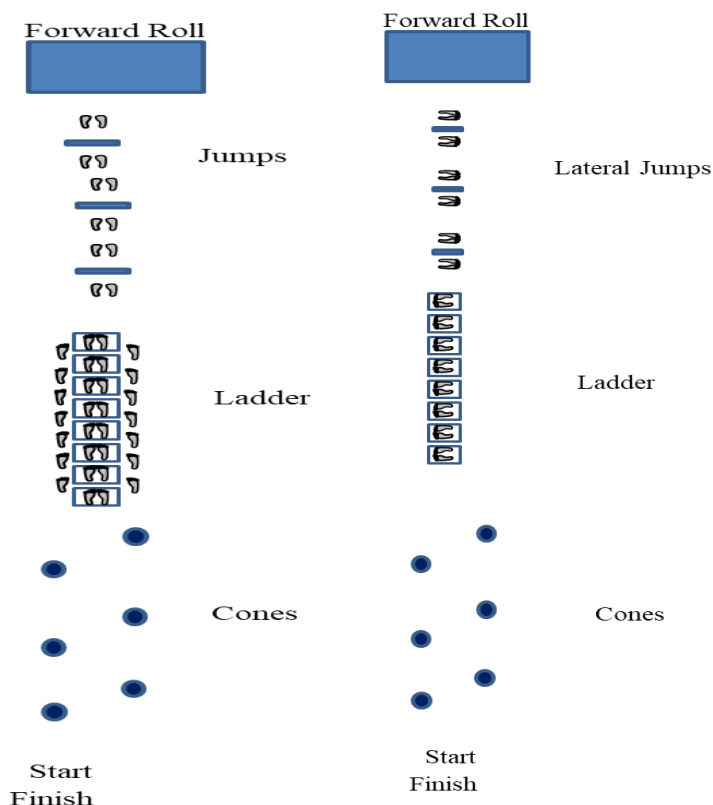 Forward Roll
Jumps
Ladder
Cones
Start
Finish
Forward Roll
Lateral Jumps
Ladder
Cones
Start
Finish